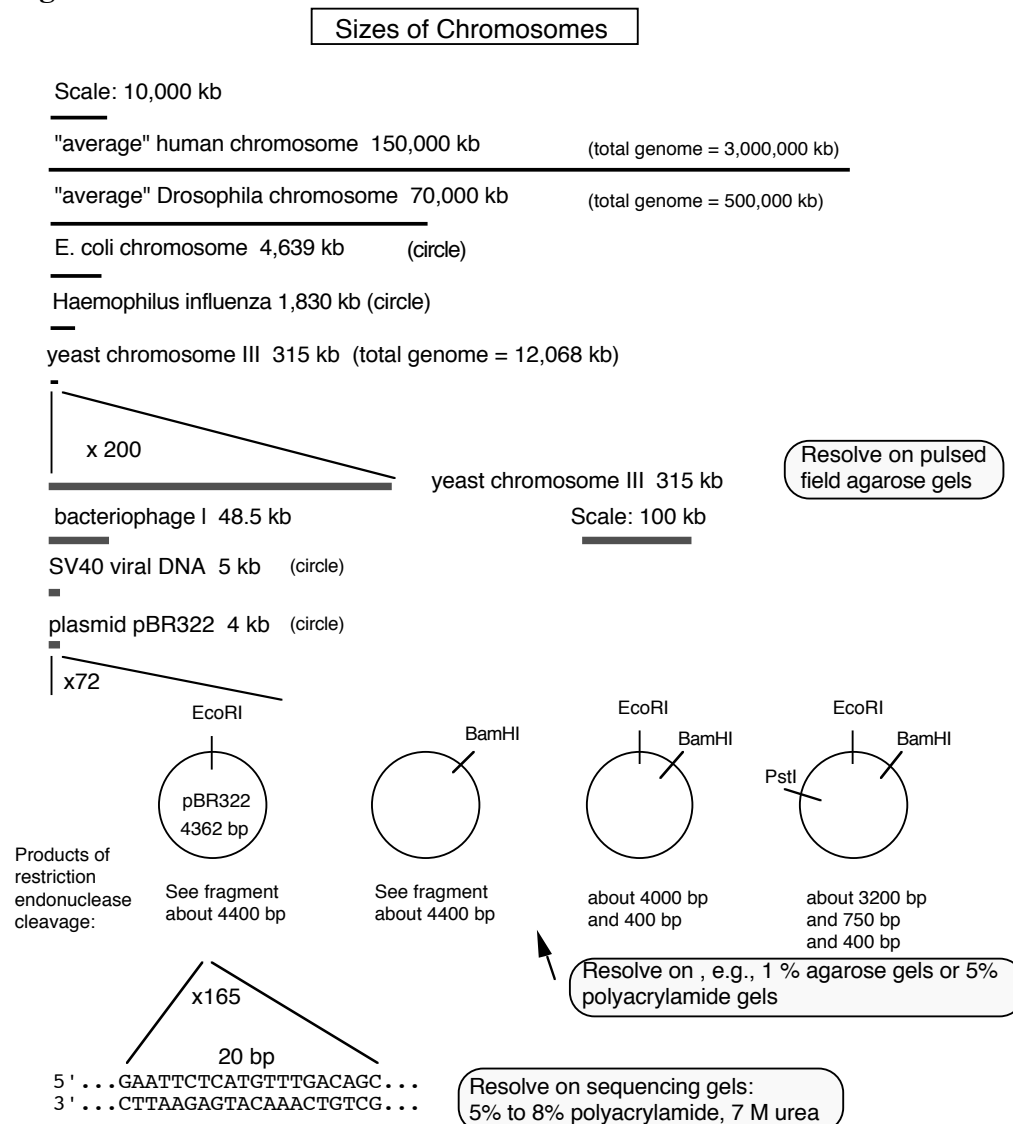 Sizes of Chromosomes
Scale: 10,000 kb
"average" human chromosome 150,000 kb (total genome = 3,000,000 kb)
"average" Drosophila chromosome 70,000 kb (total genome = 500,000 kb)
E. coli chromosome 4,639 kb (circle)
Haemophilus influenza 1,830 kb (circle)
yeast chromosome III 315 kb (total genome = 12,068 kb)
x 200
Resolve on pulsed
field agarose gels
yeast chromosome III 315 kb
bacteriophage l 48.5 kb
Scale: 100 kb
SV40 viral DNA 5 kb (circle)
plasmid pBR322 4 kb (circle)
x72
EcoRI
pBR322
4362 bp
BamHI
EcoRI
BamHI
EcoRI
BamHI
PstI
Products of
restriction
endonuclease
cleavage:
See fragment
about 4400 bp
See fragment
about 4400 bp
about 4000 bp
and 400 bp
about 3200 bp
and 750 bp
and 400 bp
Resolve on , e.g., 1 % agarose gels or 5%
polyacrylamide gels
x165
20 bp
5'...GAATTCTCATGTTTGACAGC...
3'...CTTAAGAGTACAAACTGTCG...
Resolve on sequencing gels:
5% to 8% polyacrylamide, 7 M urea